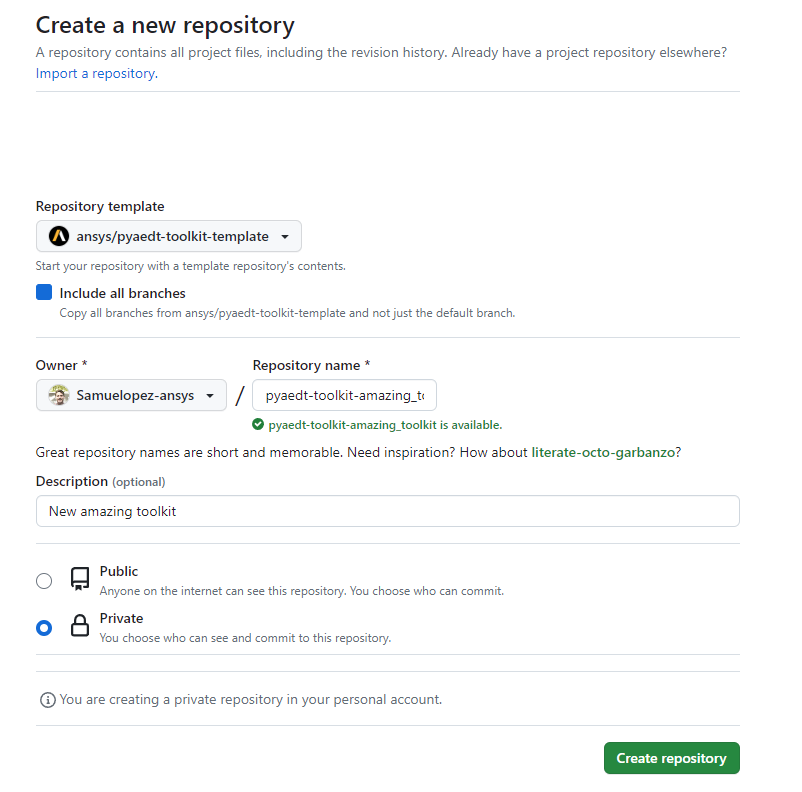 Create a new repository
A repository contains all project files, including the revision history. Already have a project repository elsewhere?
Import a repository.
Repository template
ansys/pyaedt-toolkit-template
Start your repository with a template repository's contents.
Include all branches
Copy all branches from ansys/pyaedt-toolkit-template and not just the default branch.
Owner * Repository name *
Samuelopez-ansys / pyaedt-toolkit-amazing_to
pyaedt-toolkit-amazing_toolkit is available.
Great repository names are short and memorable. Need inspiration? How about literate-octo-garbanzo?
Description (optional)
New amazing toolkit
Public
Anyone on the internet can see this repository. You choose who can commit.
Private
You choose who can see and commit to this repository.
You are creating a private repository in your personal account.
Create repository